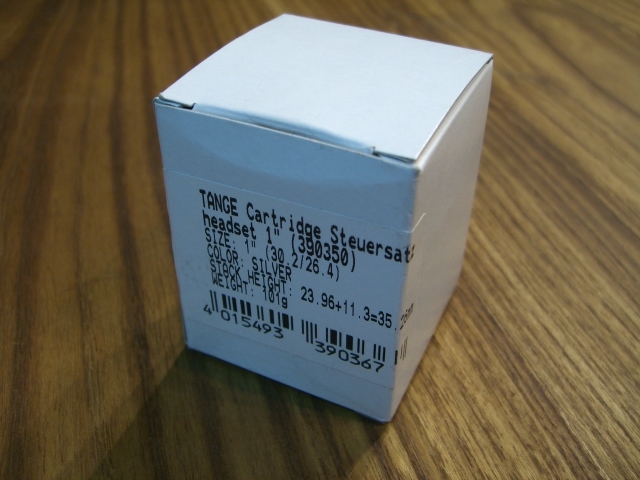 TANGE Cartridge Steuersatz
headset 1" (390350)
SIZE: 1" (30.2/26.4)
COLOR: SILVER
STACK HEIGHT: 23.96+11.3=35.26mm
WEIGHT: 101g
4 015493 390367